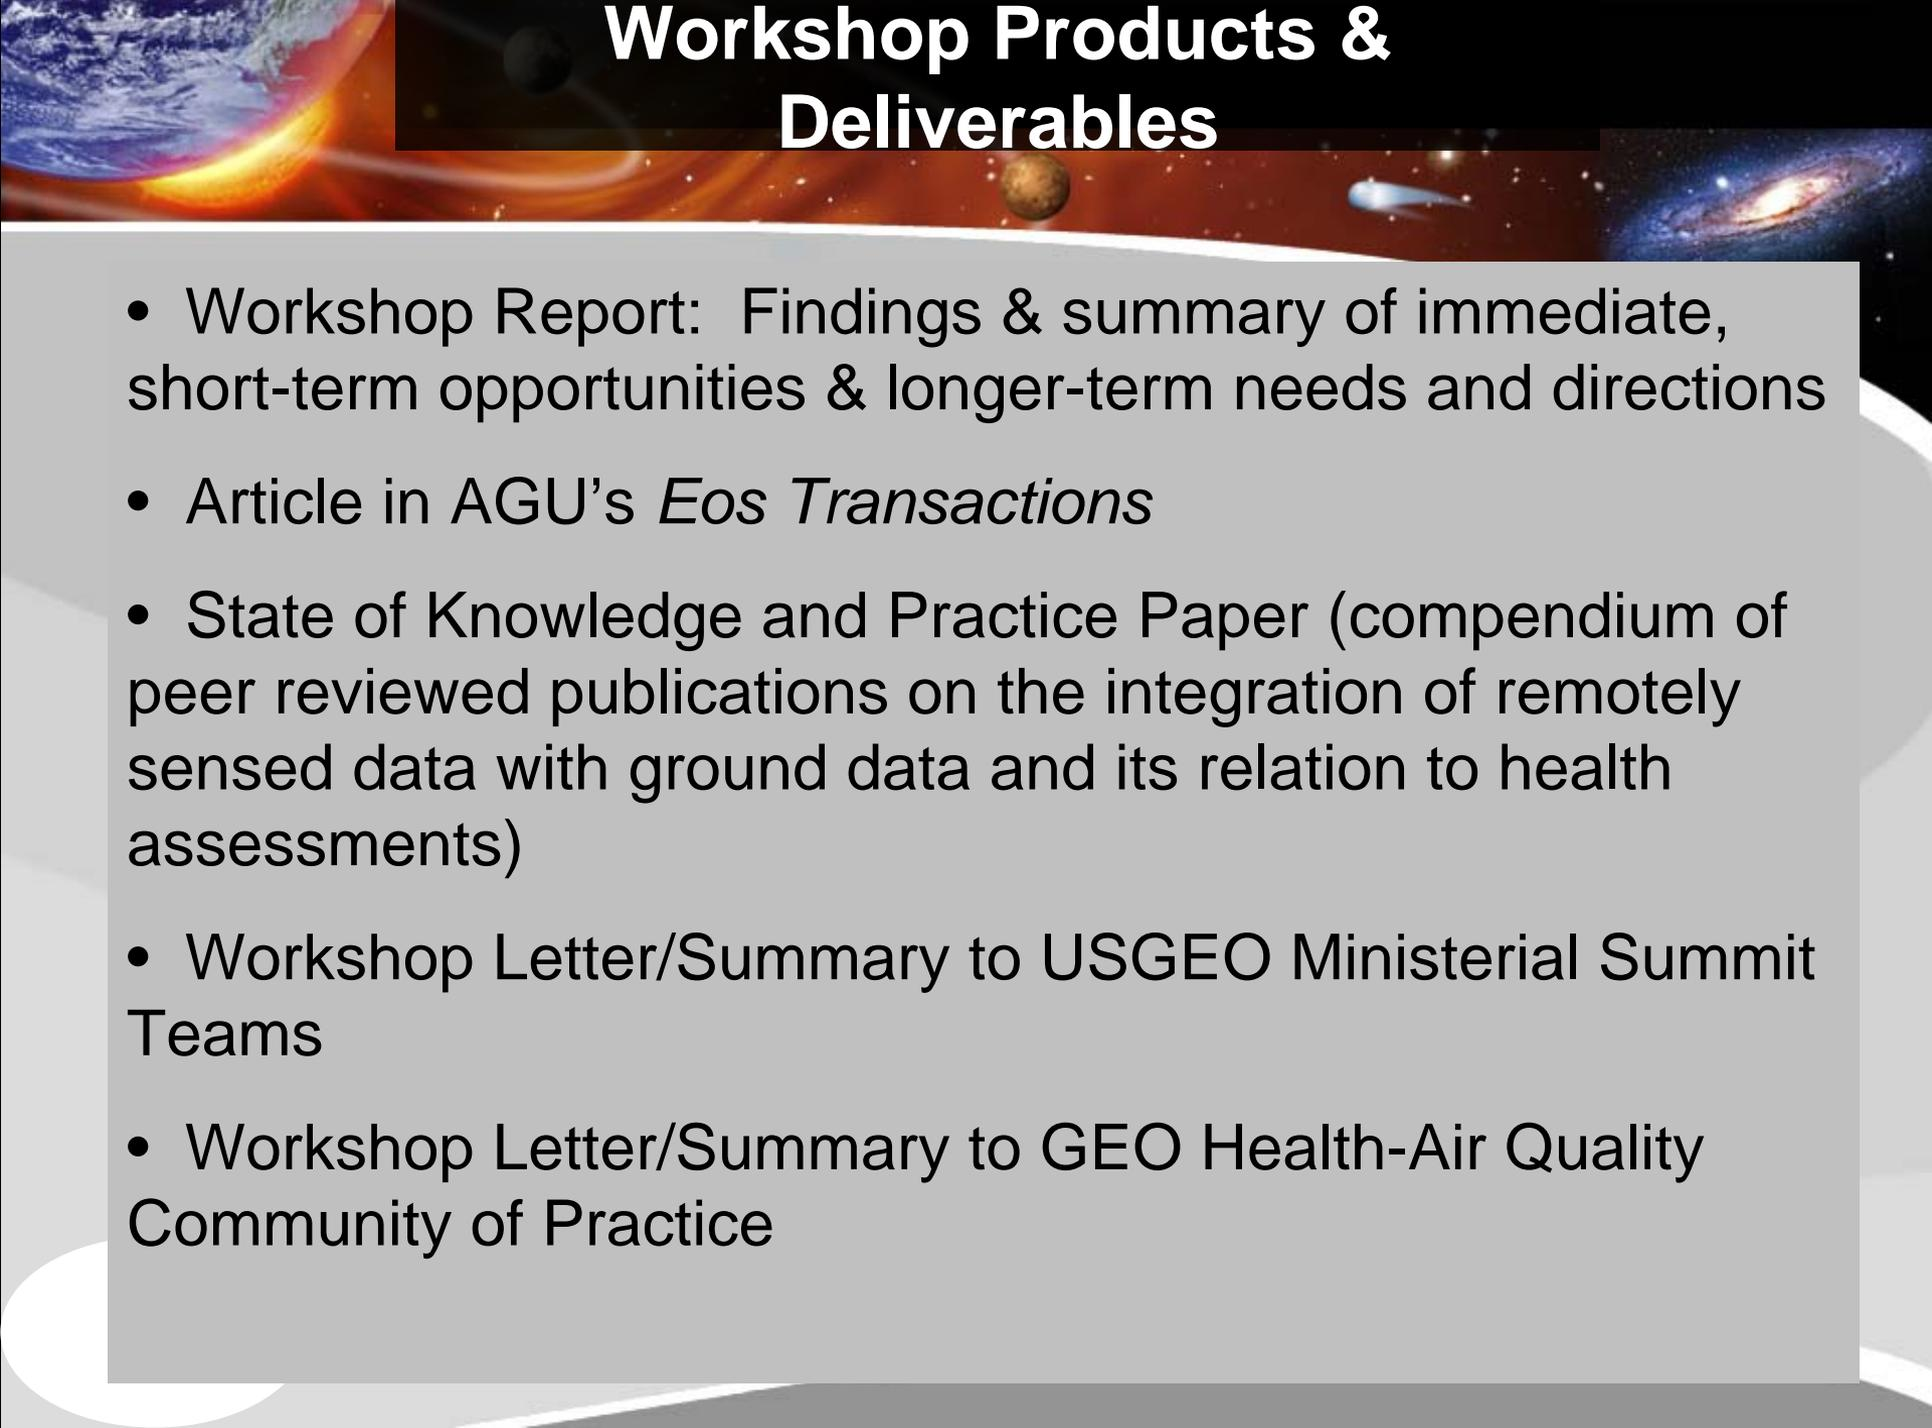 Workshop Products &
Deliverables
• Workshop Report:  Findings & summary of immediate,
short-term opportunities & longer-term needs and directions
• Article in AGU’s Eos Transactions
• State of Knowledge and Practice Paper (compendium of
peer reviewed publications on the integration of remotely
sensed data with ground data and its relation to health
assessments)
• Workshop Letter/Summary to USGEO Ministerial Summit
Teams
• Workshop Letter/Summary to GEO Health-Air Quality
Community of Practice